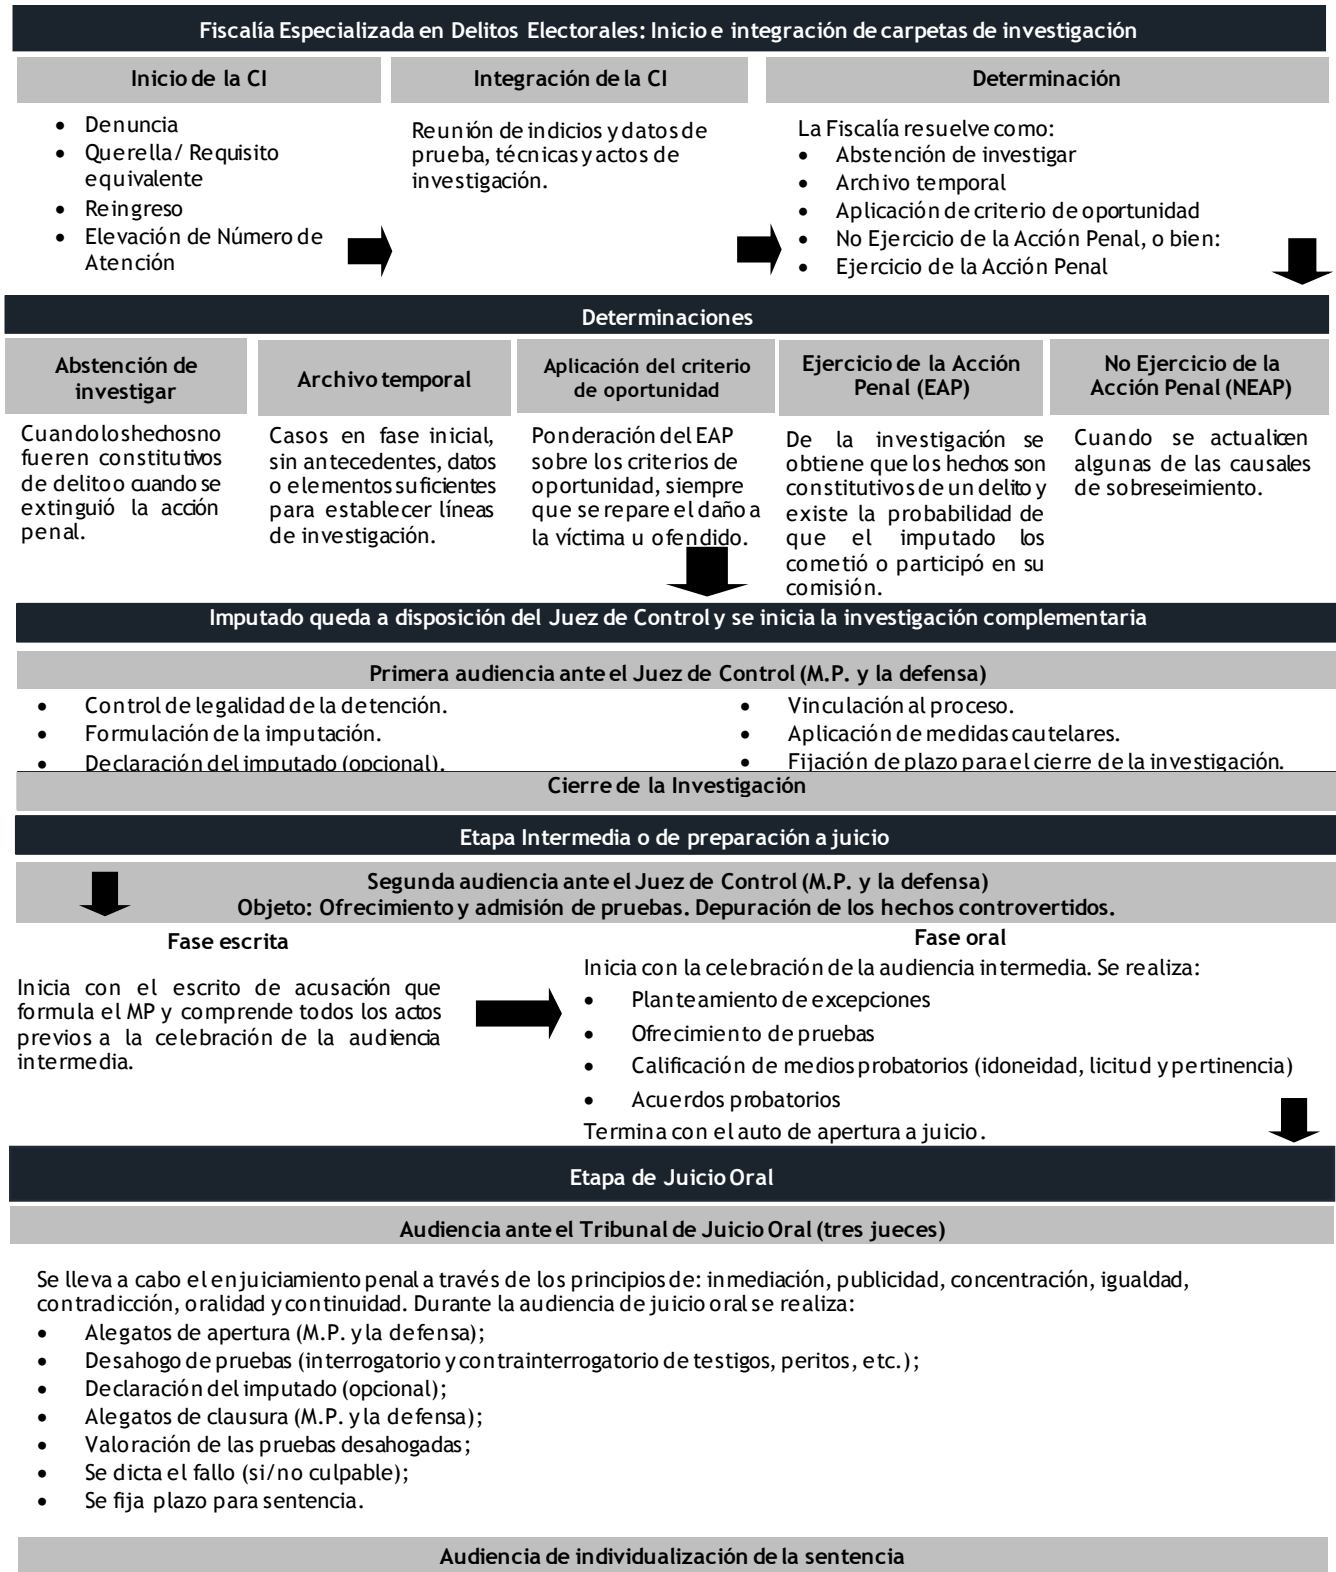 Fiscalía Especializada en Delitos Electorales: Inicio e integración de carpetas de investigación
Inicio de la CI
• Denuncia
• Querella/ Requisito
equivalente
• Reingreso
• Elevación de Número de
Atención
Integración de la CI
Reunión de indicios y datos de
prueba, técnicas y actos de
investigación.
Determinación
La Fiscalía resuelve como:
• Abstención de investigar
• Archivo temporal
• Aplicación de criterio de oportunidad
• No Ejercicio de la Acción Penal, o bien:
• Ejercicio de la Acción Penal
Determinaciones
Abstención de
investigar
Cuando los hechos no
fueren constitutivos
de delito o cuando se
extinguió la acción
penal.
Archivo temporal
Casos en fase inicial,
sin antecedentes, datos
o elementos suficientes
para establecer líneas
de investigación.
Aplicación del criterio
de oportunidad
Ponderación del EAP
sobre los criterios de
oportunidad, siempre
que se repare el daño a
la víctima u ofendido.
Ejercicio de la Acción
Penal (EAP)
De la investigación se
obtiene que los hechos son
constitutivos de un delito y
existe la probabilidad de
que el imputado los
cometió o participó en su
comisión.
No Ejercicio de la
Acción Penal (NEAP)
Cuando se actualicen
algunas de las causales
de sobreseimiento.
Imputado queda a disposición del Juez de Control y se inicia la investigación complementaria
Primera audiencia ante el Juez de Control (M.P. y la defensa)
• Control de legalidad de la detención.
• Formulación de la imputación.
• Declaración del imputado (opcional).
• Vinculación al proceso.
• Aplicación de medidas cautelares.
• Fijación de plazo para el cierre de la investigación.
Cierre de la Investigación
Etapa Intermedia o de preparación a juicio
Segunda audiencia ante el Juez de Control (M.P. y la defensa)
Objeto: Ofrecimiento y admisión de pruebas. Depuración de los hechos controvertidos.
Fase escrita
Inicia con el escrito de acusación que
formula el MP y comprende todos los actos
previos a la celebración de la audiencia
intermedia.
Fase oral
Inicia con la celebración de la audiencia intermedia. Se realiza:
• Planteamiento de excepciones
• Ofrecimiento de pruebas
• Calificación de medios probatorios (idoneidad, licitud y pertinencia)
• Acuerdos probatorios
Termina con el auto de apertura a juicio.
Etapa de Juicio Oral
Audiencia ante el Tribunal de Juicio Oral (tres jueces)
Se lleva a cabo el enjuiciamiento penal a través de los principios de: inmediación, publicidad, concentración, igualdad,
contradicción, oralidad y continuidad. Durante la audiencia de juicio oral se realiza:
• Alegatos de apertura (M.P. y la defensa);
• Desahogo de pruebas (interrogatorio y contrainterrogatorio de testigos, peritos, etc.);
• Declaración del imputado (opcional);
• Alegatos de clausura (M.P. y la defensa);
• Valoración de las pruebas desahogadas;
• Se dicta el fallo (si/no culpable);
• Se fija plazo para sentencia.
Audiencia de individualización de la sentencia